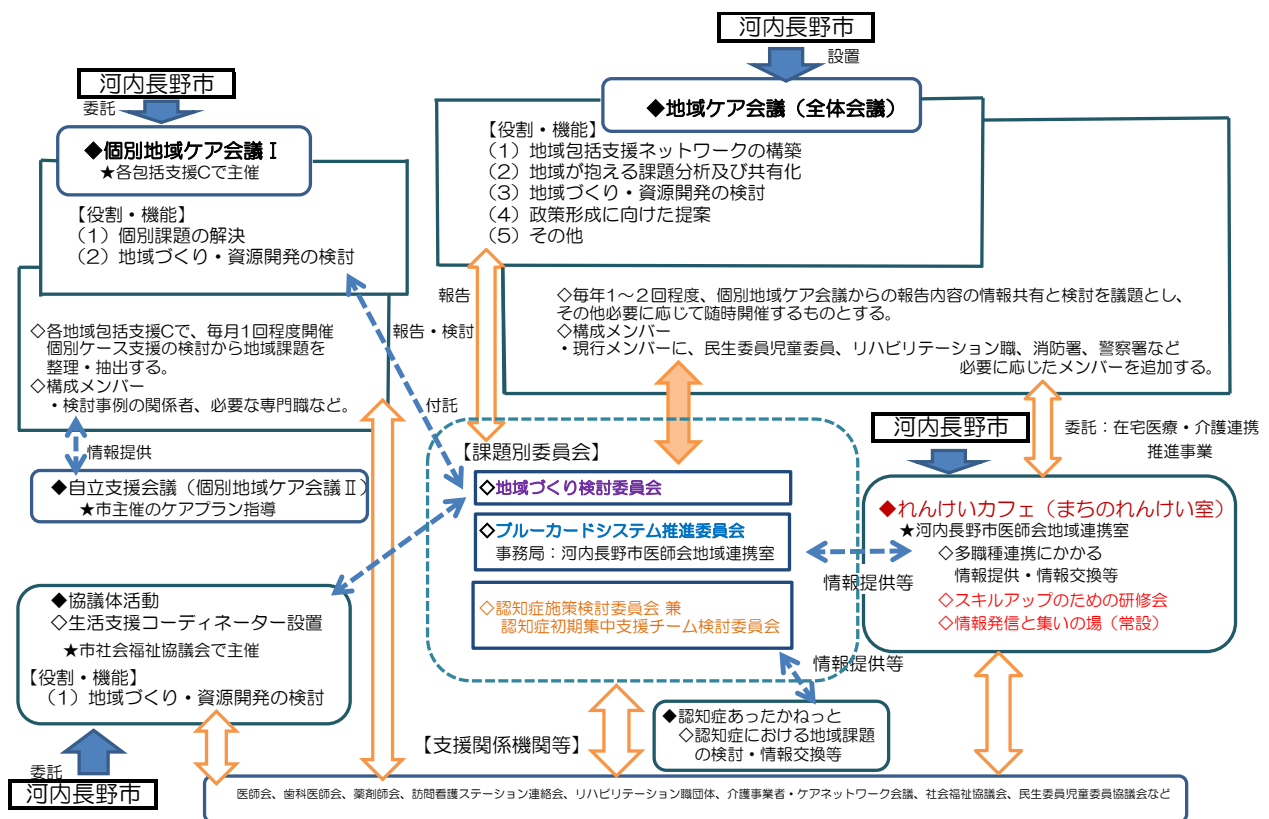 河内長野市
設置
河内長野市
委託
◆地域ケア会議（全体会議）
【役割・機能】
（1）地域包括支援ネットワークの構築
（2）地域が抱える課題分析及び共有化
（3）地域づくり・資源開発の検討
（4）政策形成に向けた提案
（5）その他
◆個別地域ケア会議Ⅰ
★各包括支援Cで主催
【役割・機能】
（1）個別課題の解決
（2）地域づくり・資源開発の検討
◇各地域包括支援Cで、毎月1回程度開催
個別ケース支援の検討から地域課題を
整理・抽出する。
◇構成メンバー
・検討事例の関係者、必要な専門職など。
報告
報告・検討
付託
◇毎年1～2回程度、個別地域ケア会議からの報告内容の情報共有と検討を議題とし、
その他必要に応じて随時開催するものとする。
◇構成メンバー
・現行メンバーに、民生委員児童委員、リハビリテーション職、消防署、警察署など
必要に応じたメンバーを追加する。
情報提供
◆自立支援会議（個別地域ケア会議Ⅱ）
★市主催のケアプラン指導
【課題別委員会】
◇地域づくり検討委員会
◇ブルーカードシステム推進委員会
事務局：河内長野市医師会地域連携室
◇認知症施策検討委員会 兼
認知症初期集中支援チーム検討委員会
河内長野市
委託：在宅医療・介護連携
推進事業
◆れんけいカフェ（まちのれんけい室）
★河内長野市医師会地域連携室
◇多職種連携にかかる
情報提供・情報交換等
◇スキルアップのための研修会
◇情報発信と集いの場（常設）
情報提供等
情報提供等
◆協議体活動
◇生活支援コーディネーター設置
★市社会福祉協議会で主催
【役割・機能】
（1）地域づくり・資源開発の検討
◆認知症あったかねっと
◇認知症における地域課題
の検討・情報交換等
【支援関係機関等】
委託
河内長野市
医師会、歯科医師会、薬剤師会、訪問看護ステーション連絡会、リハビリテーション職団体、介護事業者・ケアネットワーク会議、社会福祉協議会、民生委員児童委員協議会など